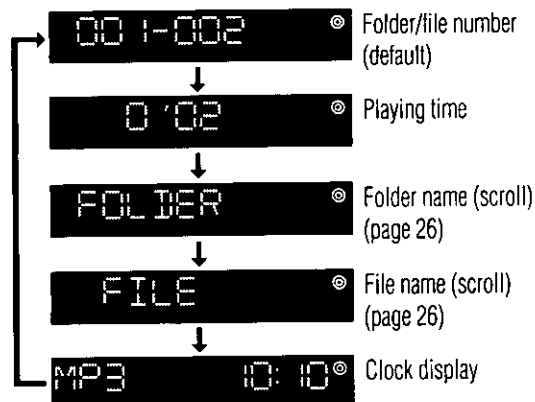 001-002
Folder/file number
(default)
0'02
Playing time
FOLDER
Folder name (scroll)
(page 26)
FILE
File name (scroll)
(page 26)
MP3 10:10
Clock display